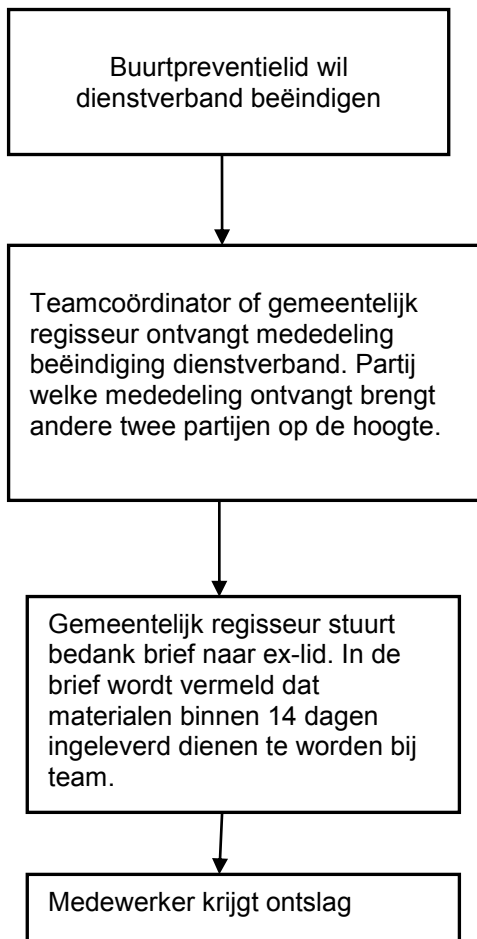 Buurtpreventielid wil
dienstverband beëindigen
Teamcoördinator of gemeentelijk
regisseur ontvangt mededeling
beëindiging dienstverband. Partij
welke mededeling ontvangt brengt
andere twee partijen op de hoogte.
Gemeentelijk regisseur stuurt
bedank brief naar ex-lid. In de
brief wordt vermeld dat
materialen binnen 14 dagen
ingeleverd dienen te worden bij
team.
Medewerker krijgt ontslag